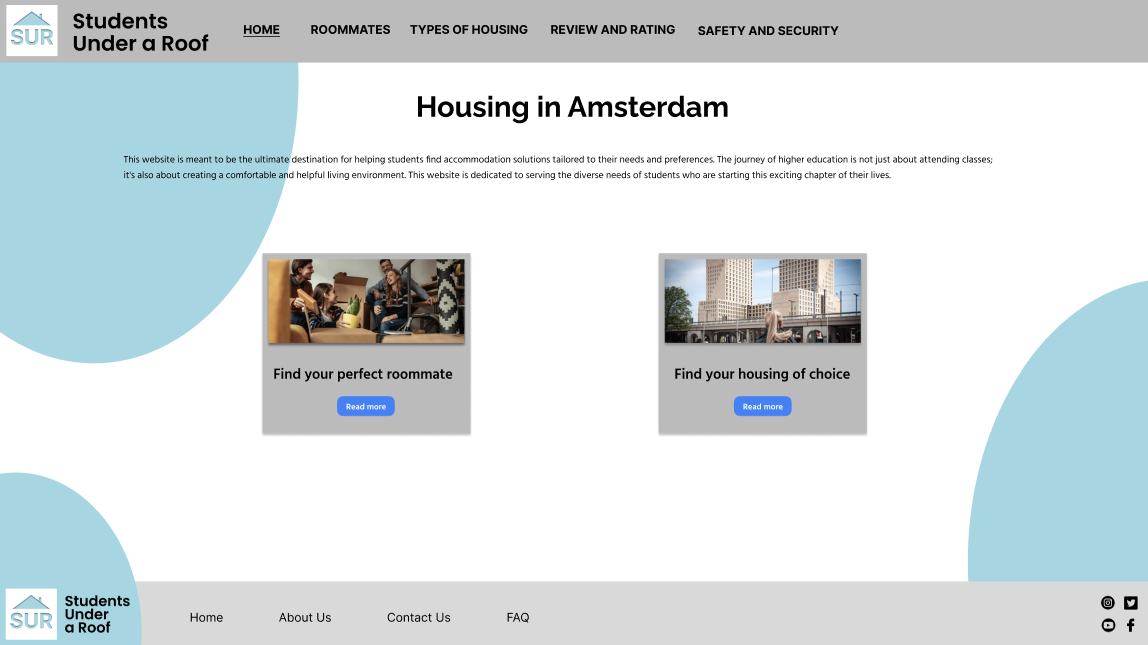 SUR
Students
Under a Roof
HOME
ROOMMATES
TYPES OF HOUSING
REVIEW AND RATING
SAFETY AND SECURITY
Housing in Amsterdam
This website is meant to be the ultimate destination for helping students find accommodation solutions tailored to their needs and preferences. The journey of higher education is not just about attending classes;
it's also about creating a comfortable and helpful living environment. This website is dedicated to serving the diverse needs of students who are starting this exciting chapter of their lives.
Find your perfect roommate
Read more
Find your housing of choice
Read more
SUR
Students
Under
a Roof
Home
About Us
Contact Us
FAQ